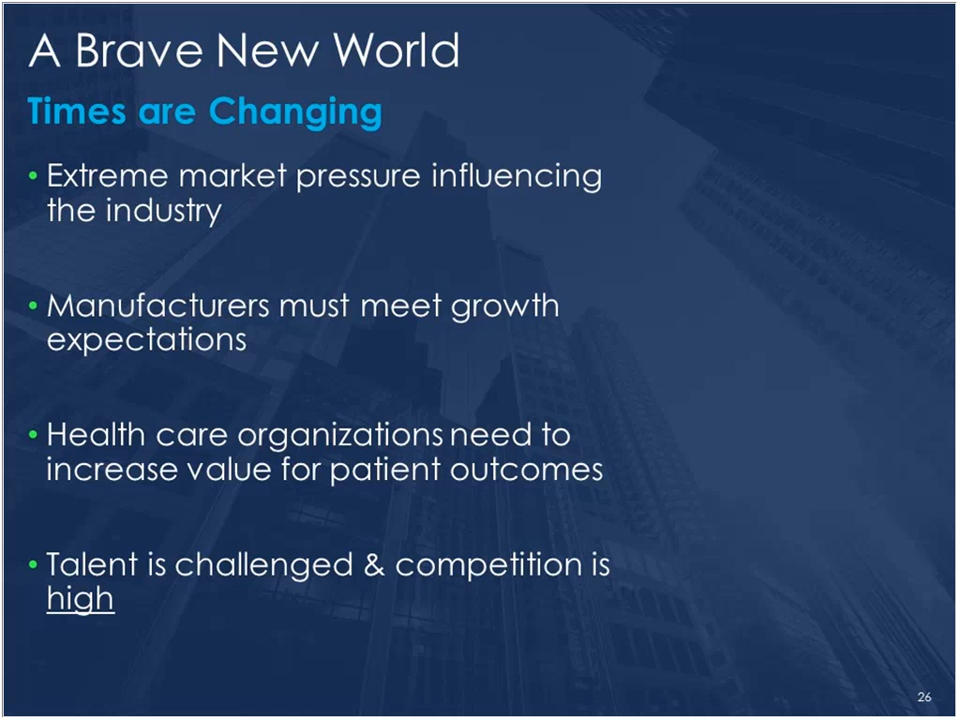 A Brave New World
Times are Changing
• Extreme market pressure influencing
the industry
• Manufacturers must meet growth
expectations
• Health care organizations need to
increase value for patient outcomes
• Talent is challenged & competition is
high
26